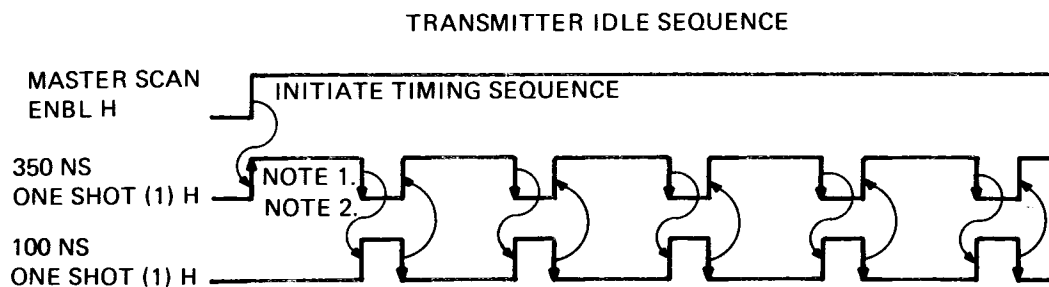 TRANSMITTER IDLE SEQUENCE
MASTER SCAN
ENBL H
INITIATE TIMING SEQUENCE
350 NS
ONE SHOT (1) H
NOTE 1.
NOTE 2.
100 NS
ONE SHOT (1) H